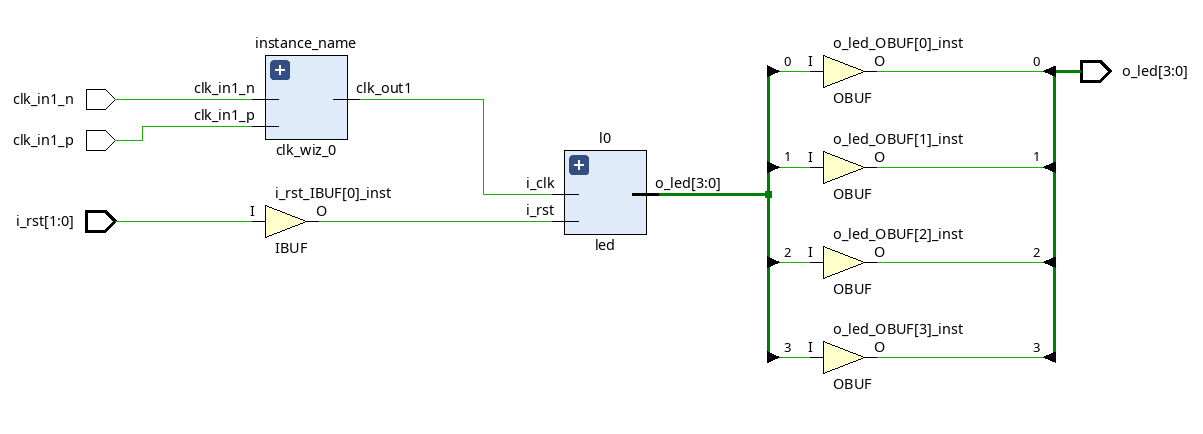 instance_name
clk_in1_n
clk_in1_n
clk_out1
clk_in1_p
clk_in1_p
clk_wiz_0
i_rst[1:0]
i_rst_IBUF[0]_inst
I
O
IBUF
l0
i_clk
o_led[3:0]
i_rst
led
o_led_OBUF[0]_inst
0
I
O
0
o_led[3:0]
OBUF
o_led_OBUF[1]_inst
1
I
O
1
OBUF
o_led_OBUF[2]_inst
2
I
O
2
OBUF
o_led_OBUF[3]_inst
3
I
O
3
OBUF